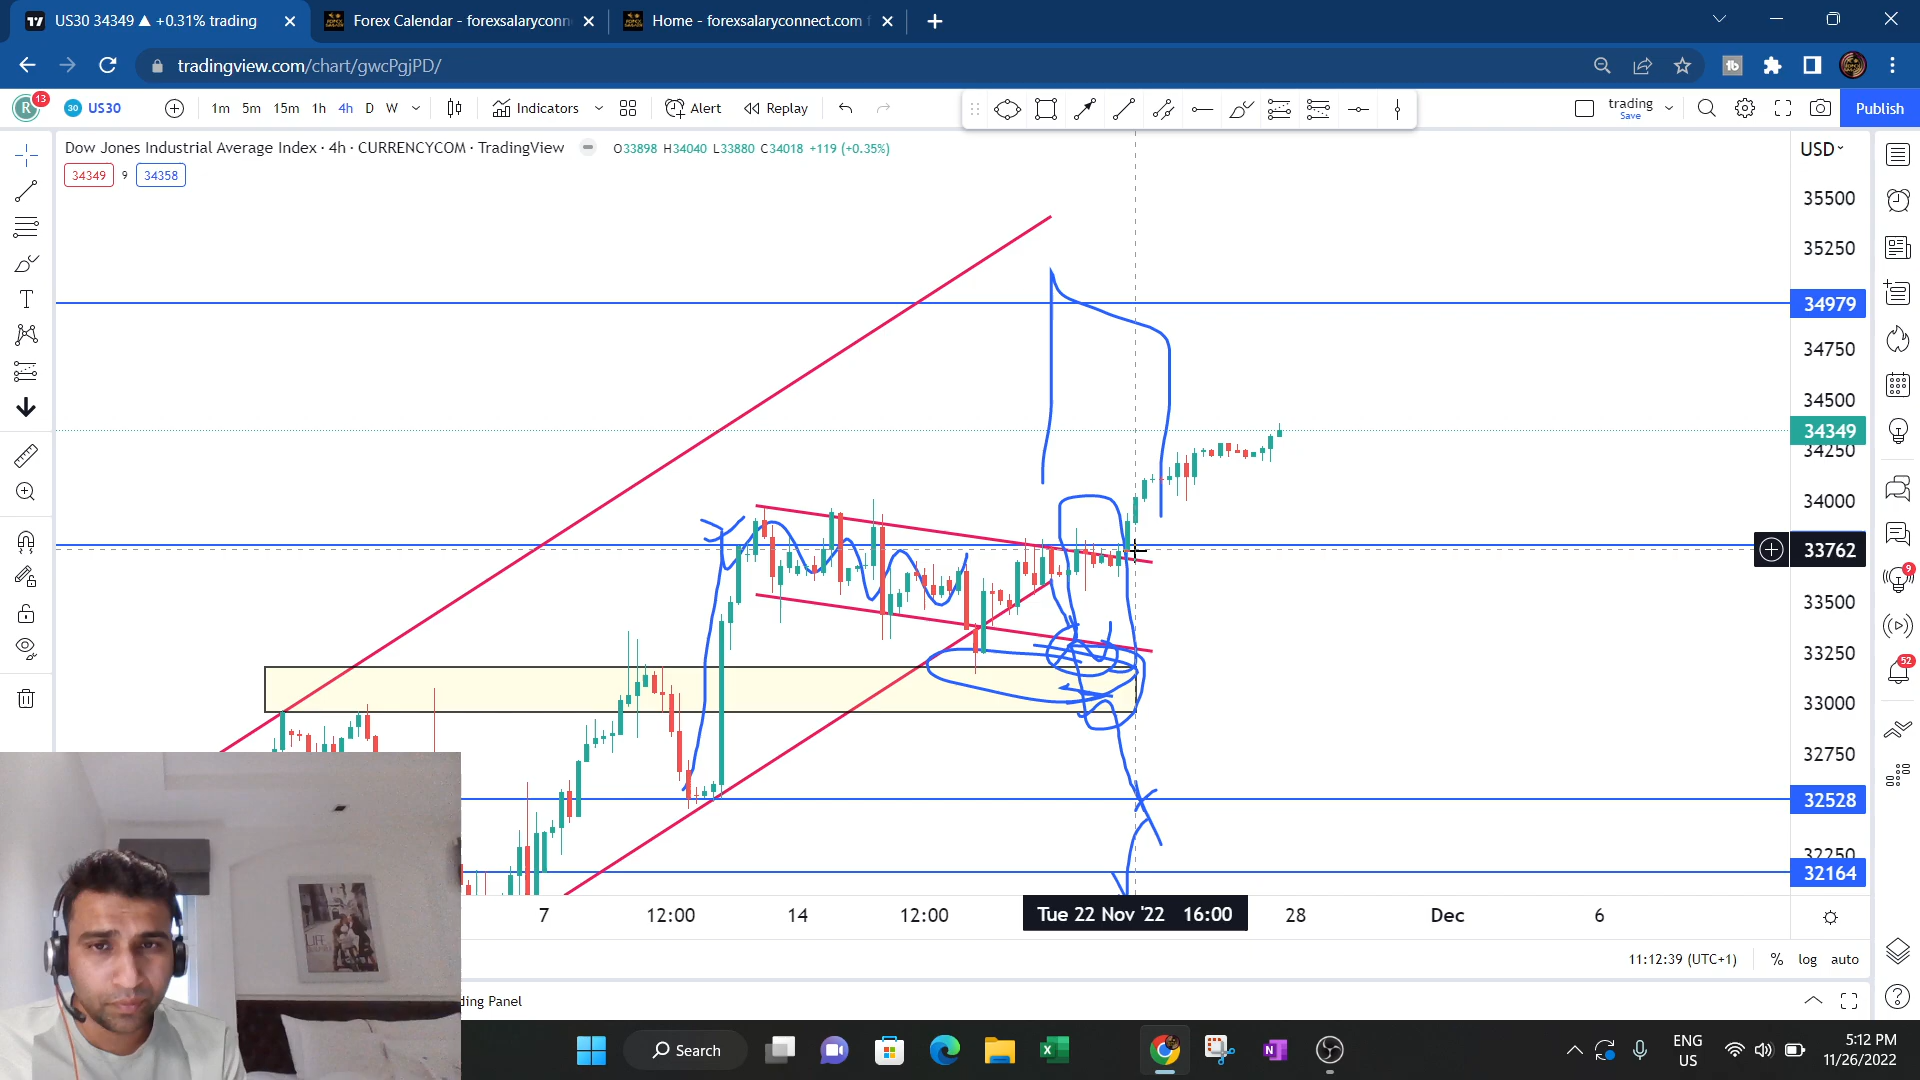 US30 34349 ▲ +0.31% trading
Forex Calendar - forexsalaryconn
Home - forexsalaryconnect.com f
tradingview.com/chart/gwcPgjPD/
R 13 30 US30 1m 5m 15m 1h 4h D W Indicators Alert Replay trading Save Publish
Dow Jones Industrial Average Index · 4h · CURRENCYCOM · TradingView O33898 H34040 L33880 C34018 +119 (+0.35%)
34349 9 34358
USD
35500
35250
34979
34750
34500
34349
34250
34000
33762
33500
33250
33000
32750
32528
32250
32164
9
52
7 12:00 14 12:00 Tue 22 Nov '22 16:00 28 Dec 6
11:12:39 (UTC+1) % log auto
ding Panel
LIFE
Search
ENG
US
5:12 PM
11/26/2022